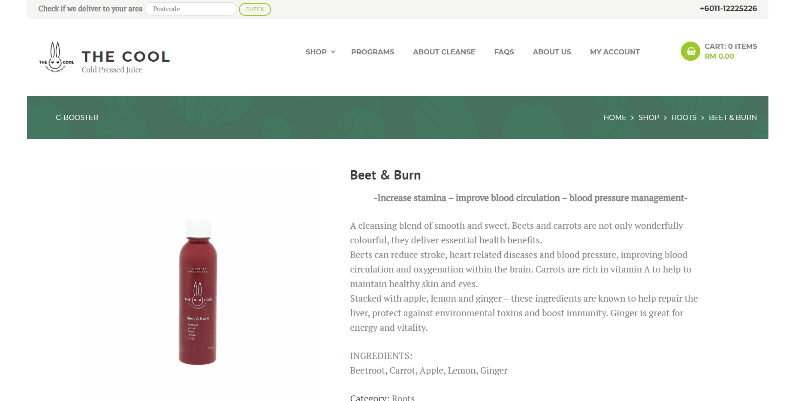 Check if we deliver to your area Postcode CHECK +6011-12225226
THE COOL
THE COOL
Cold Pressed Juice
SHOP PROGRAMS ABOUT CLEANSE FAQS ABOUT US MY ACCOUNT
CART: 0 ITEMS
RM 0.00
C-BOOSTER HOME > SHOP > ROOTS > BEET & BURN
Beet & Burn
-Increase stamina – improve blood circulation – blood pressure management-
A cleansing blend of smooth and sweet. Beets and carrots are not only wonderfully
colourful, they deliver essential health benefits.
Beets can reduce stroke, heart related diseases and blood pressure, improving blood
circulation and oxygenation within the brain. Carrots are rich in vitamin A to help to
maintain healthy skin and eyes.
Stacked with apple, lemon and ginger – these ingredients are known to help repair the
liver, protect against environmental toxins and boost immunity. Ginger is great for
energy and vitality.
INGREDIENTS:
Beetroot, Carrot, Apple, Lemon, Ginger
Category: Roots
THE COOL
Beet & Burn